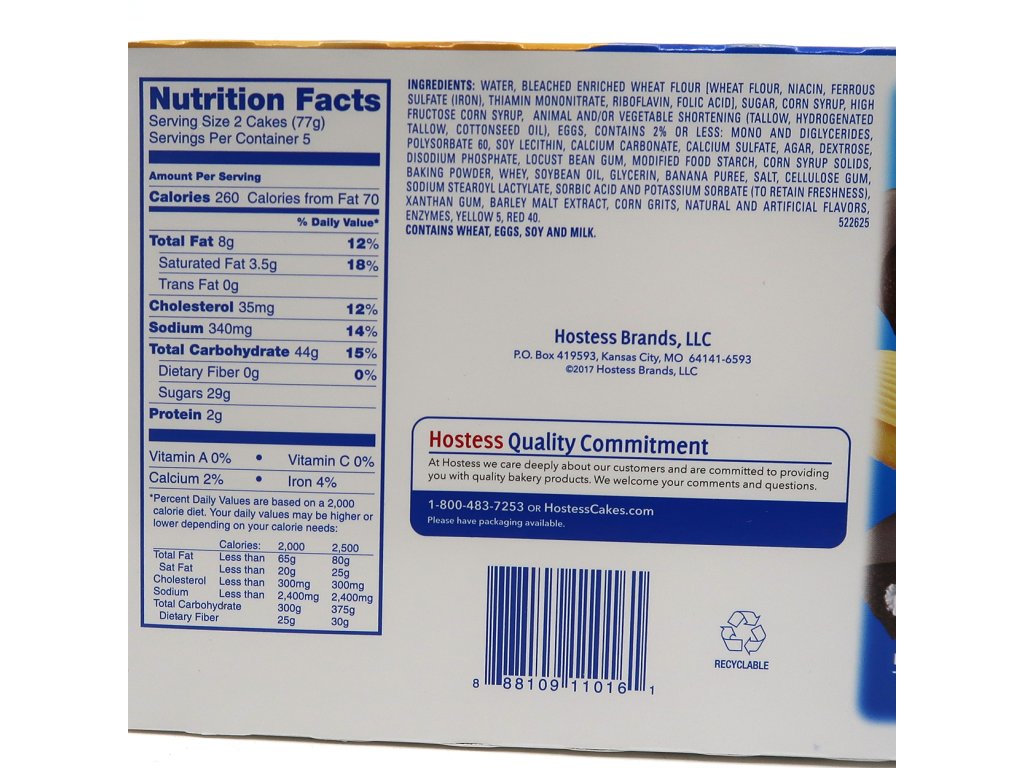 Nutrition Facts
Serving Size 2 Cakes (77g)
Servings Per Container 5
Amount Per Serving
Calories 260 Calories from Fat 70
% Daily Value*
Total Fat 8g 12%
Saturated Fat 3.5g 18%
Trans Fat 0g
Cholesterol 35mg 12%
Sodium 340mg 14%
Total Carbohydrate 44g 15%
Dietary Fiber 0g 0%
Sugars 29g
Protein 2g
Vitamin A 0% • Vitamin C 0%
Calcium 2% • Iron 4%
*Percent Daily Values are based on a 2,000
calorie diet. Your daily values may be higher or
lower depending on your calorie needs:
Calories: 2,000 2,500
Total Fat Less than 65g 80g
Sat Fat Less than 20g 25g
Cholesterol Less than 300mg 300mg
Sodium Less than 2,400mg 2,400mg
Total Carbohydrate 300g 375g
Dietary Fiber 25g 30g
INGREDIENTS: WATER, BLEACHED ENRICHED WHEAT FLOUR [WHEAT FLOUR, NIACIN, FERROUS
SULFATE (IRON), THIAMIN MONONITRATE, RIBOFLAVIN, FOLIC ACID], SUGAR, CORN SYRUP, HIGH
FRUCTOSE CORN SYRUP, ANIMAL AND/OR VEGETABLE SHORTENING (TALLOW, HYDROGENATED
TALLOW, COTTONSEED OIL), EGGS, CONTAINS 2% OR LESS: MONO AND DIGLYCERIDES,
POLYSORBATE 60, SOY LECITHIN, CALCIUM CARBONATE, CALCIUM SULFATE, AGAR, DEXTROSE,
DISODIUM PHOSPHATE, LOCUST BEAN GUM, MODIFIED FOOD STARCH, CORN SYRUP SOLIDS,
BAKING POWDER, WHEY, SOYBEAN OIL, GLYCERIN, BANANA PUREE, SALT, CELLULOSE GUM,
SODIUM STEAROYL LACTYLATE, SORBIC ACID AND POTASSIUM SORBATE (TO RETAIN FRESHNESS),
XANTHAN GUM, BARLEY MALT EXTRACT, CORN GRITS, NATURAL AND ARTIFICIAL FLAVORS,
ENZYMES, YELLOW 5, RED 40. 522625
CONTAINS WHEAT, EGGS, SOY AND MILK.
Hostess Brands, LLC
P.O. Box 419593, Kansas City, MO 64141-6593
©2017 Hostess Brands, LLC
Hostess Quality Commitment
At Hostess we care deeply about our customers and are committed to providing
you with quality bakery products. We welcome your comments and questions.
1-800-483-7253 OR HostessCakes.com
Please have packaging available.
8 88109 11016 1
RECYCLABLE